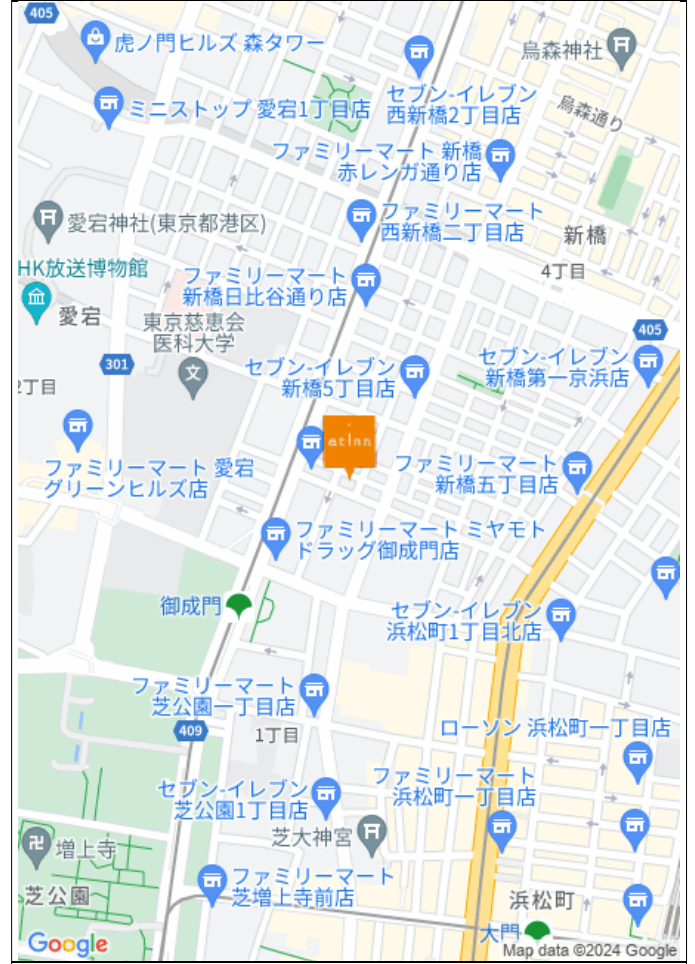 405
虎ノ門ヒルズ 森タワー
烏森神社
ミニストップ 愛宕1丁目店
セブン-イレブン
西新橋2丁目店
烏森通り
ファミリーマート 新橋
赤レンガ通り店
愛宕神社(東京都港区)
ファミリーマート
西新橋二丁目店
新橋
4丁目
HK放送博物館
愛宕
ファミリーマート
新橋日比谷通り店
東京慈恵会
医科大学
405
301
2丁目
セブン-イレブン
新橋5丁目店
セブン-イレブン
新橋第一京浜店
at inn
ファミリーマート 愛宕
グリーンヒルズ店
ファミリーマート
新橋五丁目店
ファミリーマート ミヤモト
ドラッグ御成門店
御成門
セブン-イレブン
浜松町1丁目北店
ファミリーマート
芝公園一丁目店
409
1丁目
ローソン 浜松町一丁目店
セブン-イレブン
芝公園1丁目店
ファミリーマート
浜松町一丁目店
芝大神宮
増上寺
芝公園
ファミリーマート
芝増上寺前店
浜松町
大門
Google
Map data ©2024 Google